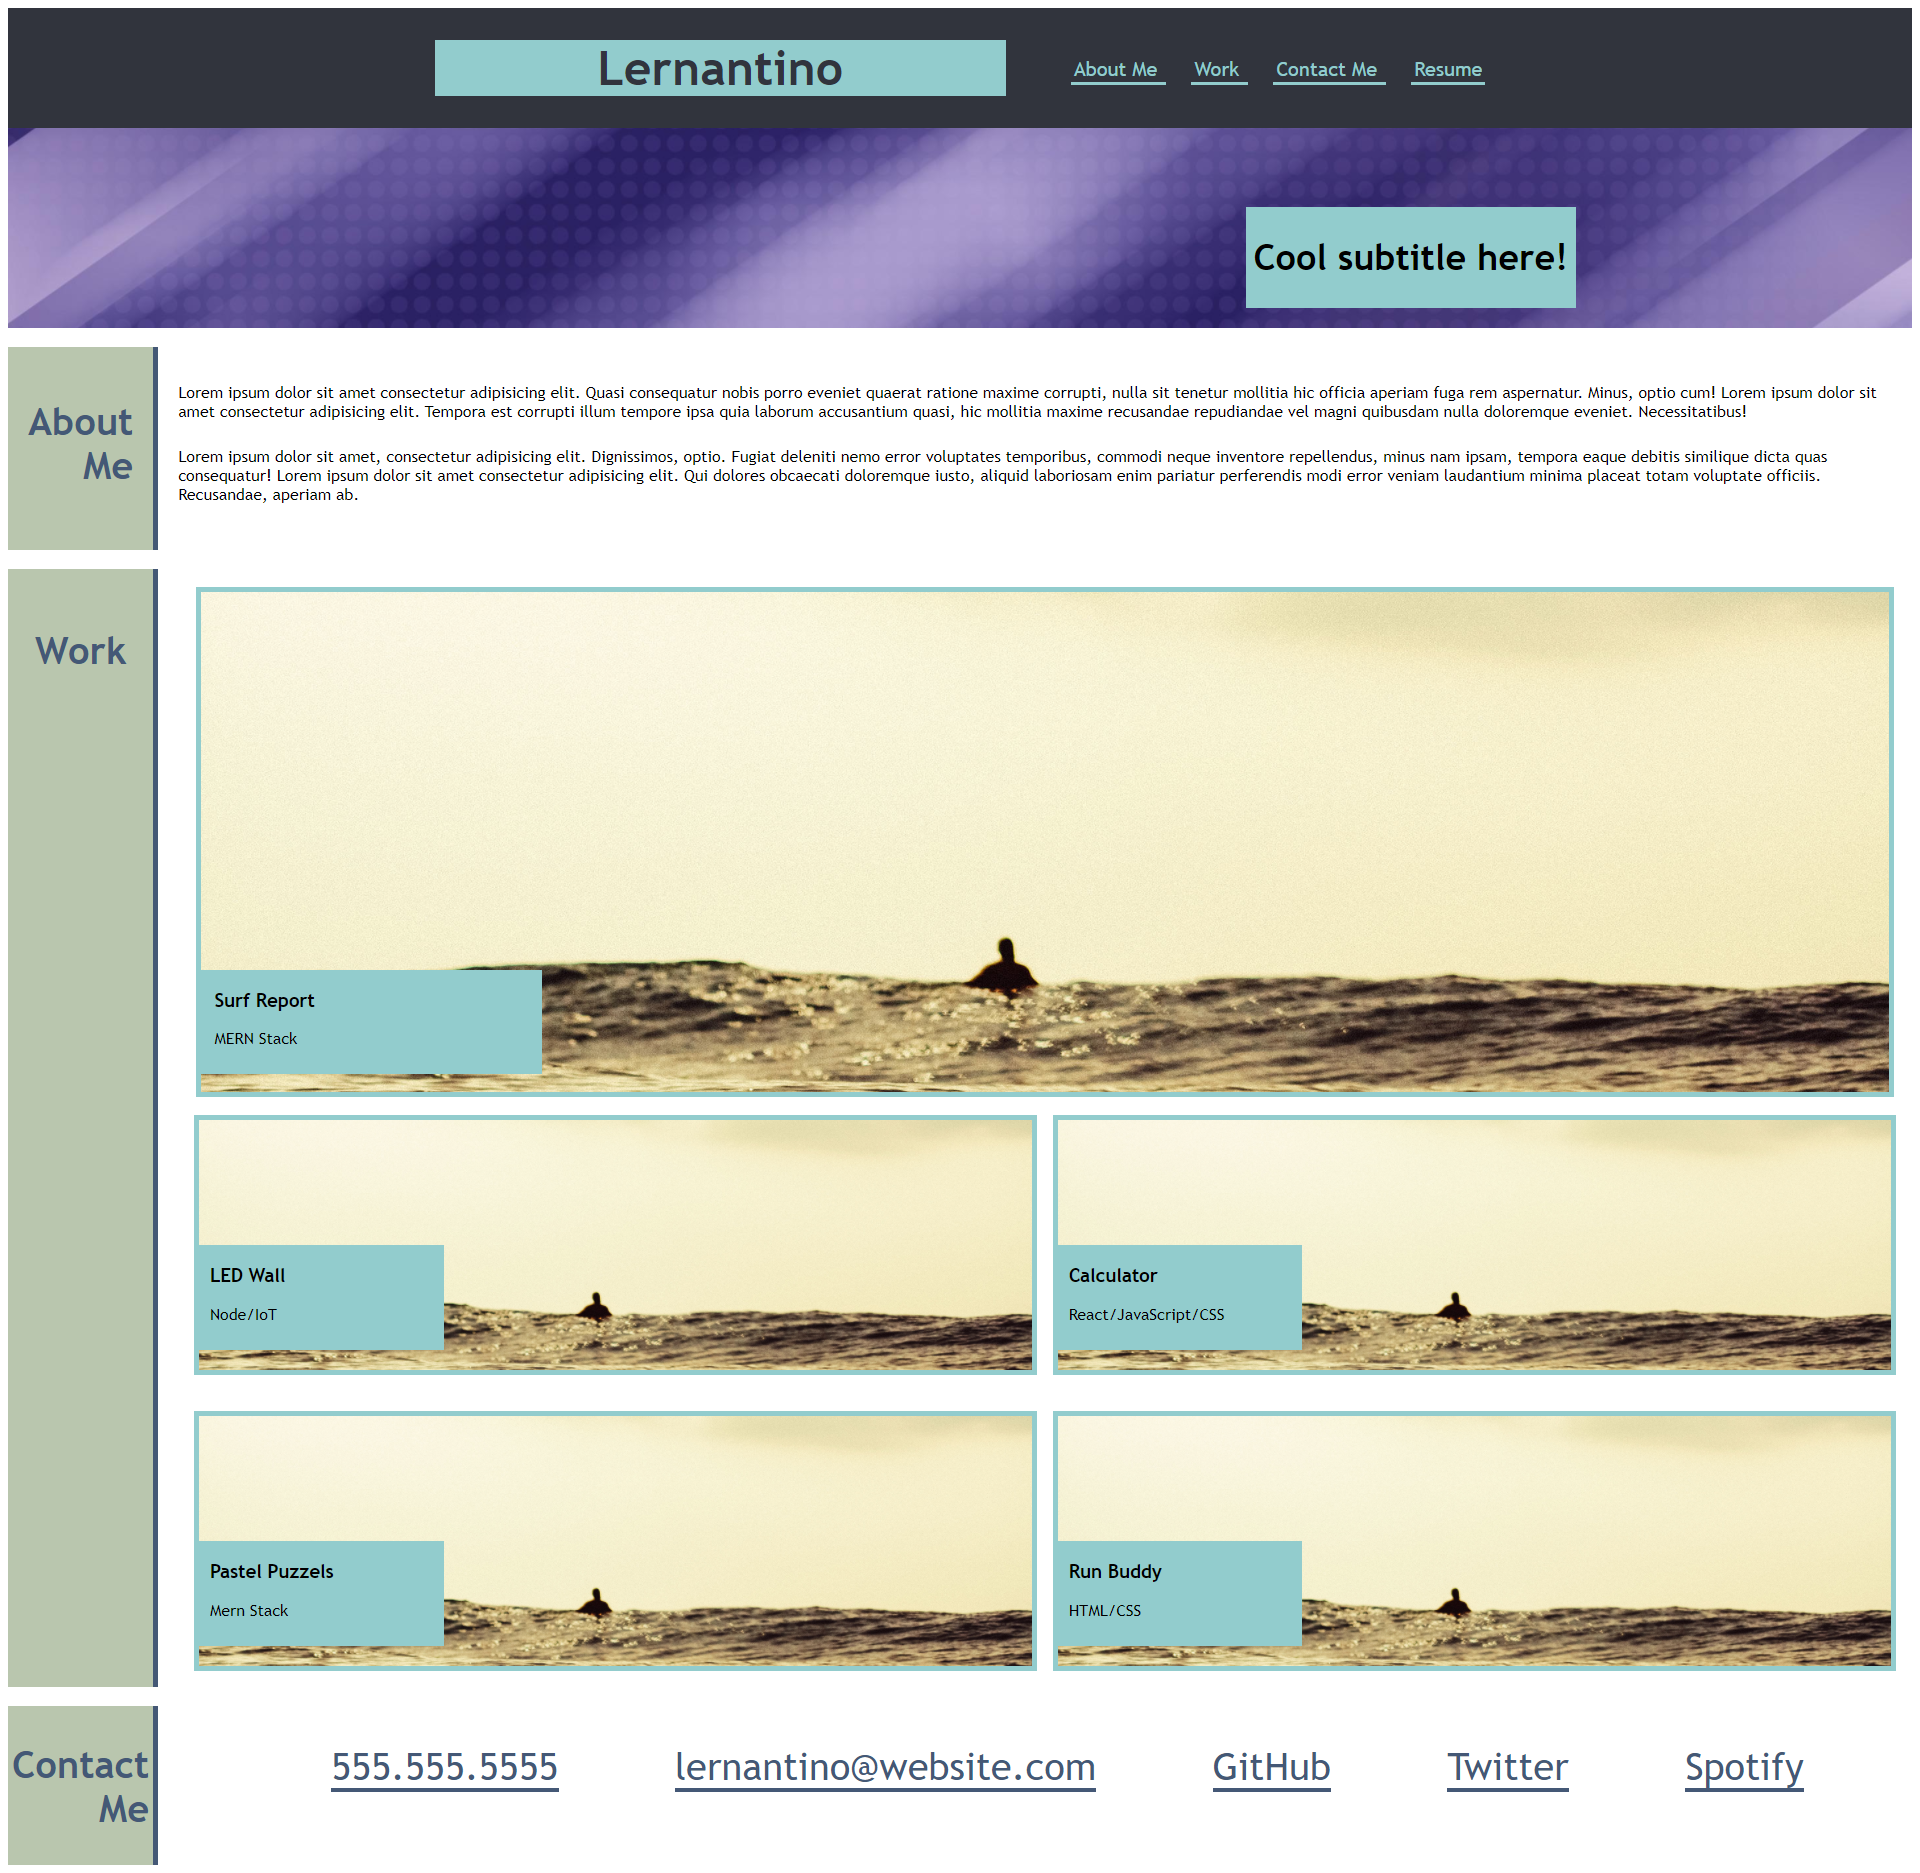 Lernantino
About Me
Work
Contact Me
Resume
Cool subtitle here!
About
Me
Lorem ipsum dolor sit amet consectetur adipisicing elit. Quasi consequatur nobis porro eveniet quaerat ratione maxime corrupti, nulla sit tenetur mollitia hic officia aperiam fuga rem aspernatur. Minus, optio cum! Lorem ipsum dolor sit
amet consectetur adipisicing elit. Tempora est corrupti illum tempore ipsa quia laborum accusantium quasi, hic mollitia maxime recusandae repudiandae vel magni quibusdam nulla doloremque eveniet. Necessitatibus!
Lorem ipsum dolor sit amet, consectetur adipisicing elit. Dignissimos, optio. Fugiat deleniti nemo error voluptates temporibus, commodi neque inventore repellendus, minus nam ipsam, tempora eaque debitis similique dicta quas
consequatur! Lorem ipsum dolor sit amet consectetur adipisicing elit. Qui dolores obcaecati doloremque iusto, aliquid laboriosam enim pariatur perferendis modi error veniam laudantium minima placeat totam voluptate officiis.
Recusandae, aperiam ab.
Work
Surf Report
MERN Stack
LED Wall
Node/IoT
Calculator
React/JavaScript/CSS
Pastel Puzzels
Mern Stack
Run Buddy
HTML/CSS
Contact
Me
555.555.5555
lernantino@website.com
GitHub
Twitter
Spotify